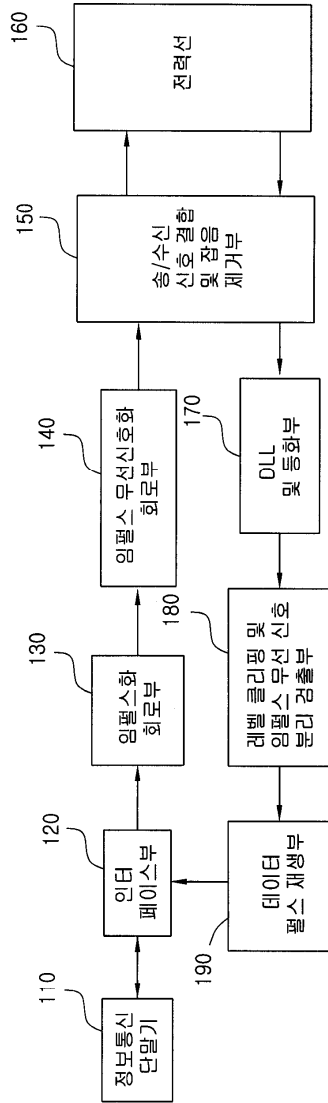 110
정보통신
단말기
120
인터
페이스부
130
임펄스화
회로부
140
임펄스 무선신호화
회로부
150
송/수신
신호 결합
및 잡음
제거부
160
전력선
170
DLL
및 등화부
180
레벨 클리핑 및
임펄스 무선 신호
분리 검출부
190
데이터
펄스 재생부